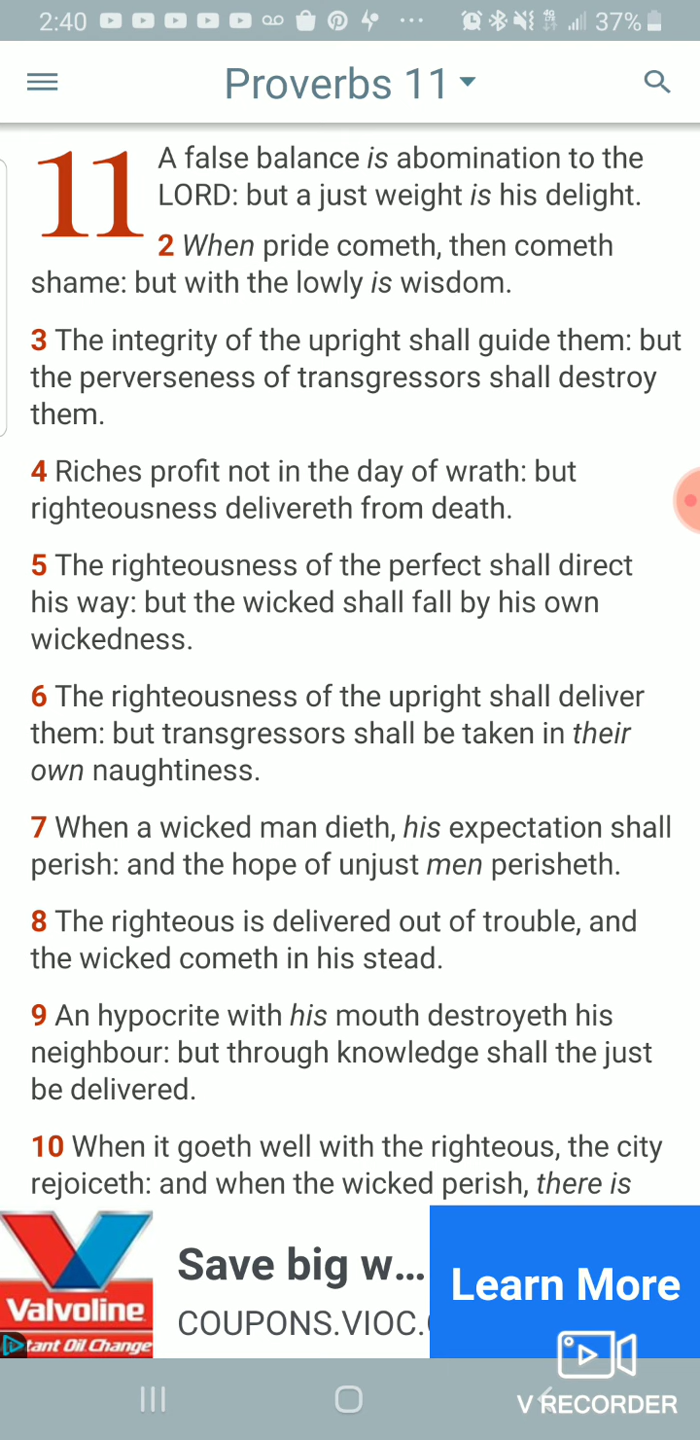 2:40 37%
Proverbs 11
11 A false balance is abomination to the
LORD: but a just weight is his delight.
2 When pride cometh, then cometh
shame: but with the lowly is wisdom.
3 The integrity of the upright shall guide them: but
the perverseness of transgressors shall destroy
them.
4 Riches profit not in the day of wrath: but
righteousness delivereth from death.
5 The righteousness of the perfect shall direct
his way: but the wicked shall fall by his own
wickedness.
6 The righteousness of the upright shall deliver
them: but transgressors shall be taken in their
own naughtiness.
7 When a wicked man dieth, his expectation shall
perish: and the hope of unjust men perisheth.
8 The righteous is delivered out of trouble, and
the wicked cometh in his stead.
9 An hypocrite with his mouth destroyeth his
neighbour: but through knowledge shall the just
be delivered.
10 When it goeth well with the righteous, the city
rejoiceth: and when the wicked perish, there is
Valvoline
tant Oil Change
Save big w...
COUPONS.VIOC.
Learn More
V RECORDER